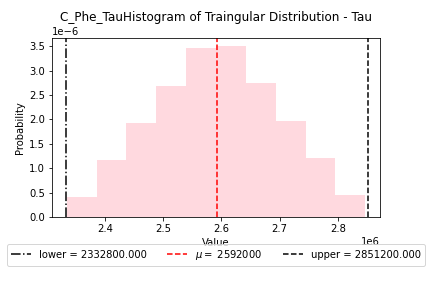 C_Phe_TauHistogram of Traingular Distribution - Tau
1e−6
3.5
3.0
2.5
2.0
1.5
1.0
0.5
0.0
Probability
2.4 2.5 2.6 2.7 2.8
Value
1e6
lower = 2332800.000 μ = 2592000 upper = 2851200.000